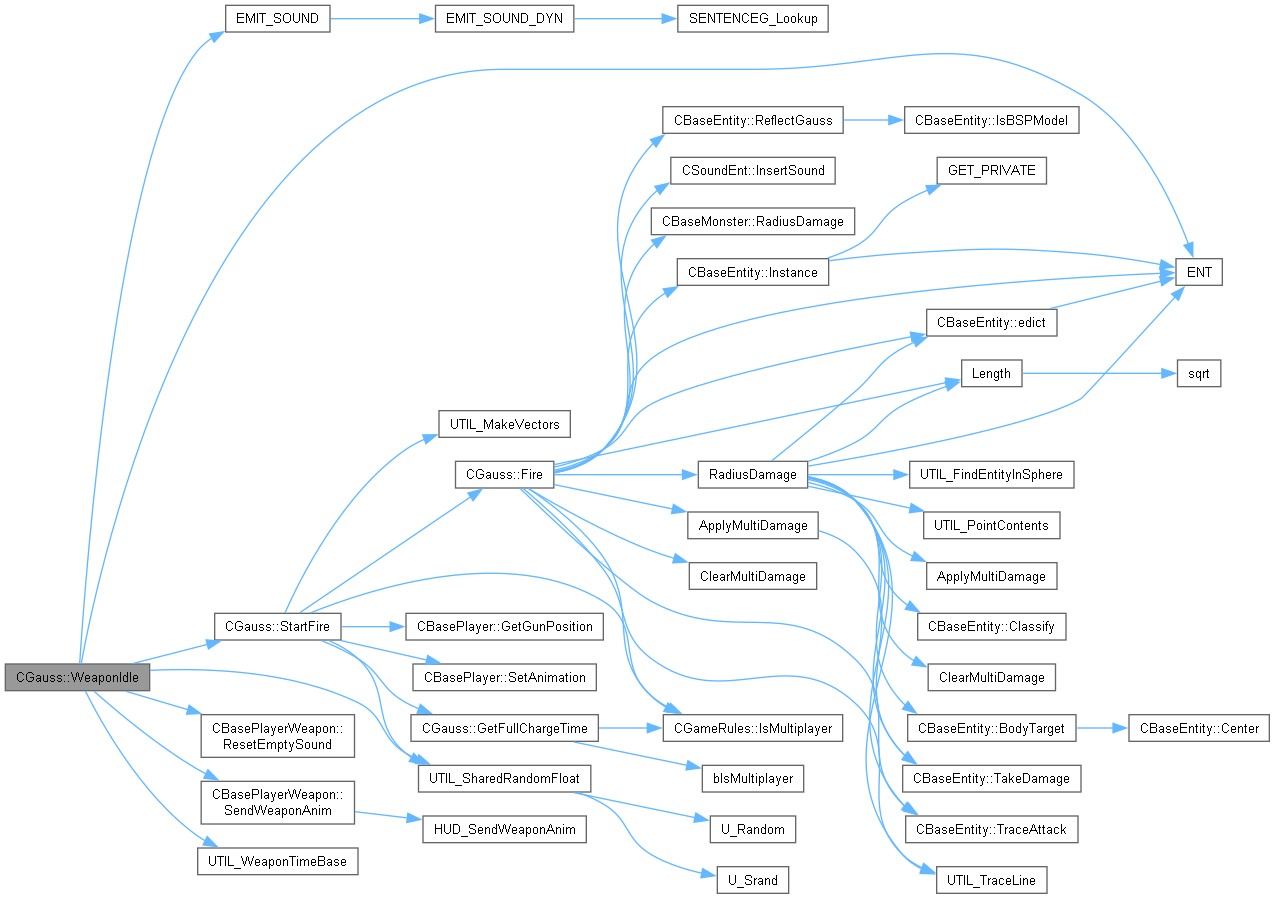 EMIT_SOUND
EMIT_SOUND_DYN
SENTENCEG_Lookup
CBaseEntity::ReflectGauss
CBaseEntity::IsBSPModel
CSoundEnt::InsertSound
GET_PRIVATE
CBaseMonster::RadiusDamage
CBaseEntity::Instance
ENT
CBaseEntity::edict
Length
sqrt
UTIL_MakeVectors
CGauss::Fire
RadiusDamage
UTIL_FindEntityInSphere
ApplyMultiDamage
UTIL_PointContents
ClearMultiDamage
ApplyMultiDamage
CGauss::StartFire
CBasePlayer::GetGunPosition
CBaseEntity::Classify
CGauss::WeaponIdle
CBasePlayer::SetAnimation
ClearMultiDamage
CBasePlayerWeapon::
ResetEmptySound
CGauss::GetFullChargeTime
CGameRules::IsMultiplayer
CBaseEntity::BodyTarget
CBaseEntity::Center
UTIL_SharedRandomFloat
bIsMultiplayer
CBaseEntity::TakeDamage
CBasePlayerWeapon::
SendWeaponAnim
HUD_SendWeaponAnim
U_Random
CBaseEntity::TraceAttack
UTIL_WeaponTimeBase
U_Srand
UTIL_TraceLine